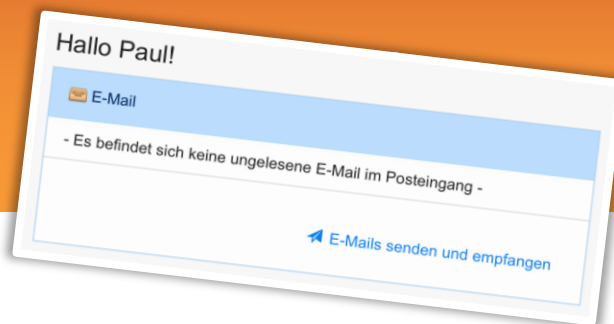 Hallo Paul!
E-Mail
- Es befindet sich keine ungelesene E-Mail im Posteingang -
E-Mails senden und empfangen